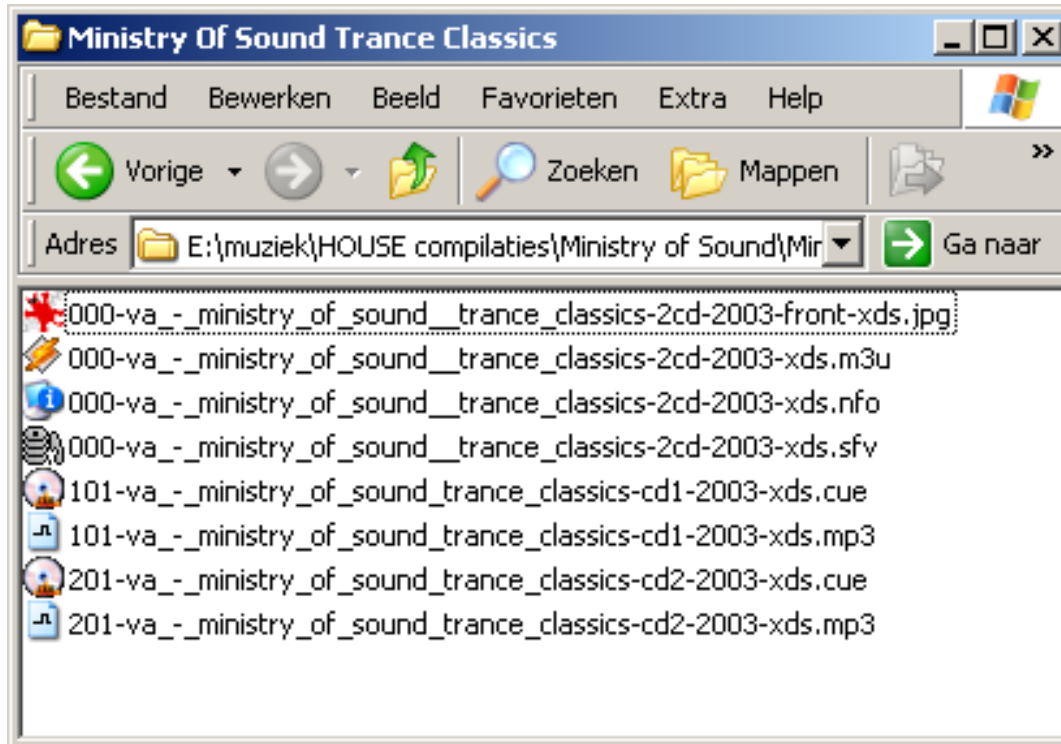 Ministry Of Sound Trance Classics
Bestand Bewerken Beeld Favorieten Extra Help
Vorige Zoeken Mappen »
Adres E:\muziek\HOUSE compilaties\Ministry of Sound\Mir Ga naar
000-va_-_ministry_of_sound__trance_classics-2cd-2003-front-xds.jpg
000-va_-_ministry_of_sound__trance_classics-2cd-2003-xds.m3u
000-va_-_ministry_of_sound__trance_classics-2cd-2003-xds.nfo
000-va_-_ministry_of_sound__trance_classics-2cd-2003-xds.sfv
101-va_-_ministry_of_sound_trance_classics-cd1-2003-xds.cue
101-va_-_ministry_of_sound_trance_classics-cd1-2003-xds.mp3
201-va_-_ministry_of_sound_trance_classics-cd2-2003-xds.cue
201-va_-_ministry_of_sound_trance_classics-cd2-2003-xds.mp3